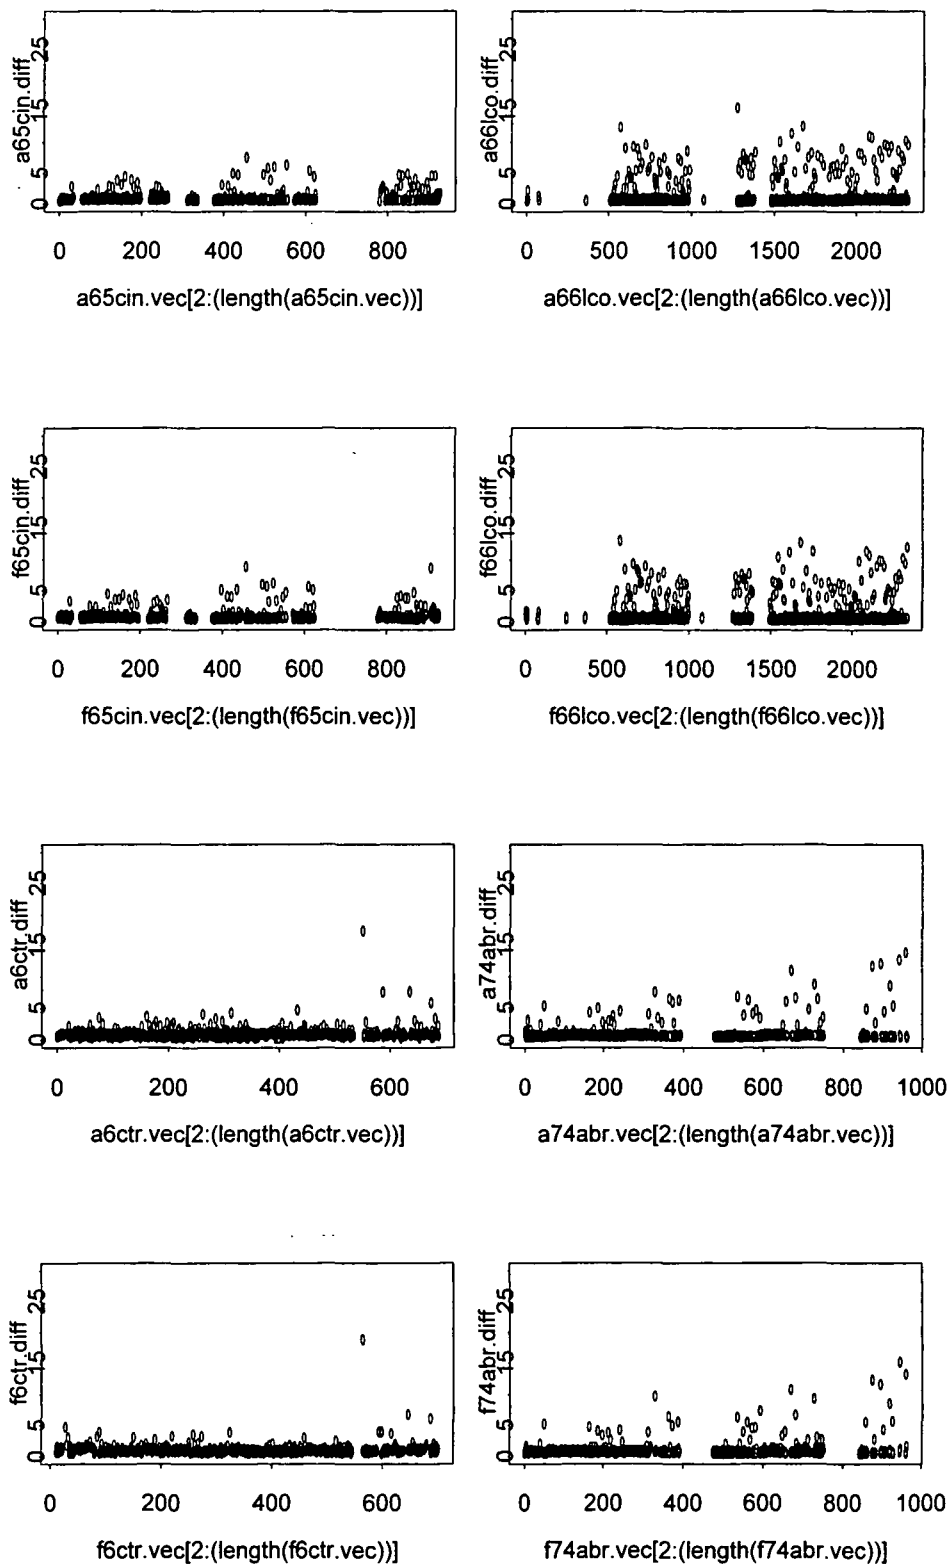 a65cin.diff
0 5 15 25
0 200 400 600 800
a65cin.vec[2:(length(a65cin.vec))]
a66lco.diff
0 5 15 25
0 500 1000 1500 2000
a66lco.vec[2:(length(a66lco.vec))]
f65cin.diff
0 5 15 25
0 200 400 600 800
f65cin.vec[2:(length(f65cin.vec))]
f66lco.diff
0 5 15 25
0 500 1000 1500 2000
f66lco.vec[2:(length(f66lco.vec))]
a6ctr.diff
0 5 15 25
0 200 400 600
a6ctr.vec[2:(length(a6ctr.vec))]
a74abr.diff
0 5 15 25
0 200 400 600 800 1000
a74abr.vec[2:(length(a74abr.vec))]
f6ctr.diff
0 5 15 25
0 200 400 600
f6ctr.vec[2:(length(f6ctr.vec))]
f74abr.diff
0 5 15 25
0 200 400 600 800 1000
f74abr.vec[2:(length(f74abr.vec))]